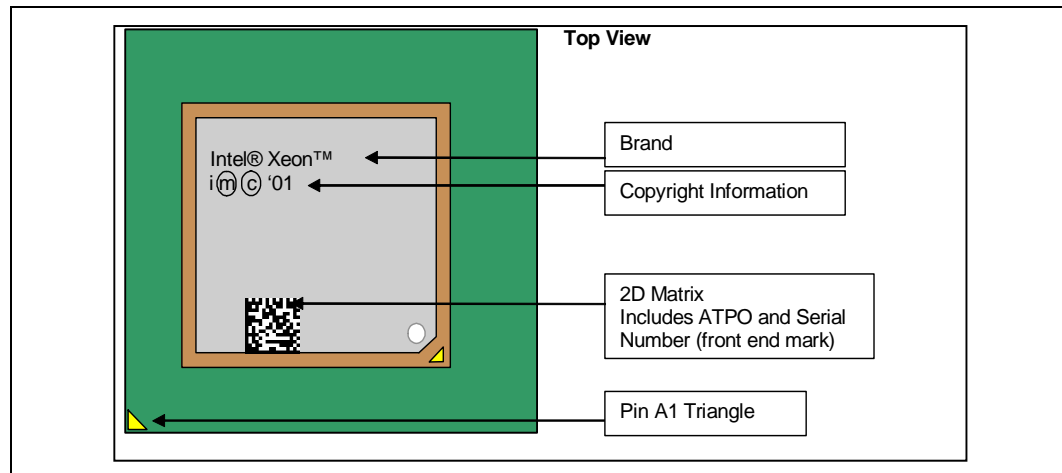 Top View
Intel® Xeon™
i ⓜ ⓒ ‘01
Brand
Copyright Information
2D Matrix
Includes ATPO and Serial
Number (front end mark)
Pin A1 Triangle